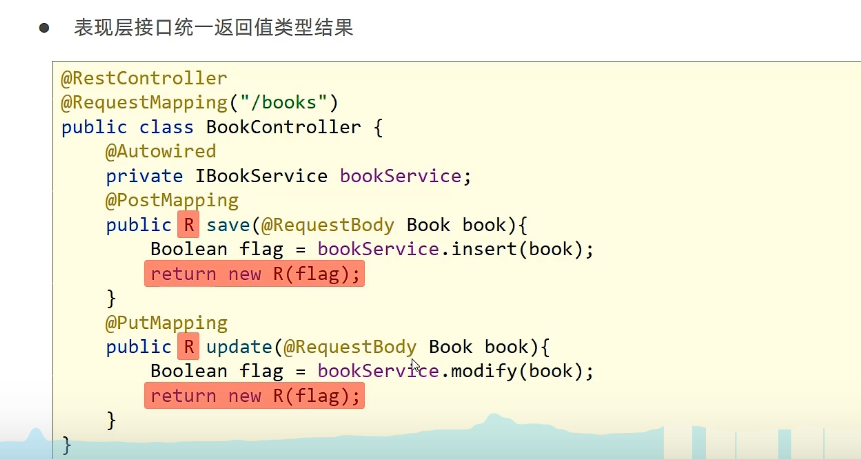 ● 表现层接口统一返回值类型结果
@RestController
@RequestMapping("/books")
public class BookController {
    @Autowired
    private IBookService bookService;
    @PostMapping
    public R save(@RequestBody Book book){
        Boolean flag = bookService.insert(book);
        return new R(flag);
    }
    @PutMapping
    public R update(@RequestBody Book book){
        Boolean flag = bookService.modify(book);
        return new R(flag);
    }
}